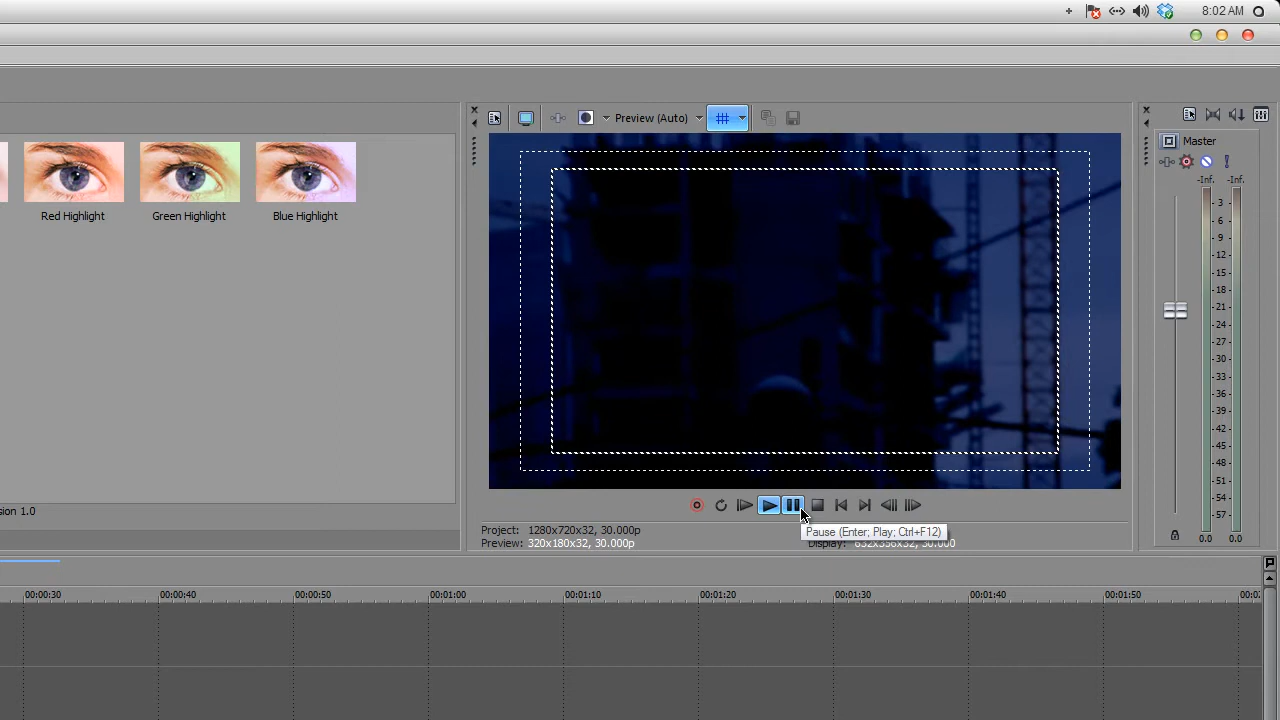 8:02 AM
Preview (Auto)
Master
-Inf. -Inf.
3
6
9
12
15
18
21
24
27
30
33
36
39
42
45
48
51
54
57
0.0 0.0
Red Highlight
Green Highlight
Blue Highlight
sion 1.0
Project: 1280x720x32, 30.000p
Preview: 320x180x32, 30.000p
Pause (Enter; Play; Ctrl+F12)
Display: 632x356x32, 30.000
00:00:30
00:00:40
00:00:50
00:01:00
00:01:10
00:01:20
00:01:30
00:01:40
00:01:50